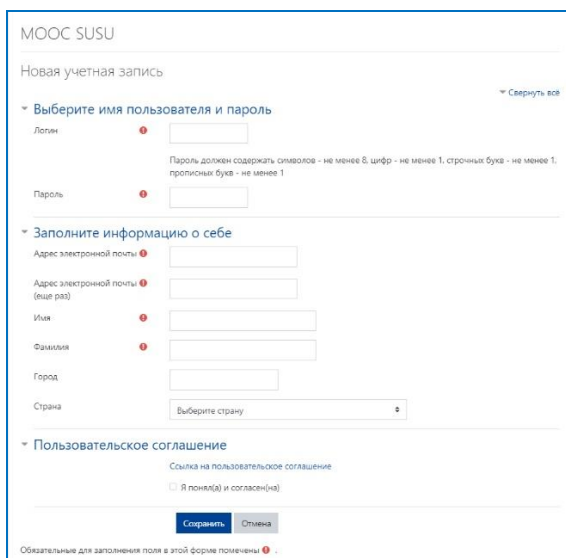 MOOC SUSU
Новая учетная запись
Свернуть всё
Выберите имя пользователя и пароль
Логин
Пароль должен содержать символов - не менее 8, цифр - не менее 1, строчных букв - не менее 1,
прописных букв - не менее 1
Пароль
Заполните информацию о себе
Адрес электронной почты
Адрес электронной почты
(еще раз)
Имя
Фамилия
Город
Страна Выберите страну
Пользовательское соглашение
Ссылка на пользовательское соглашение
Я понял(а) и согласен(на)
Сохранить Отмена
Обязательные для заполнения поля в этой форме помечены .